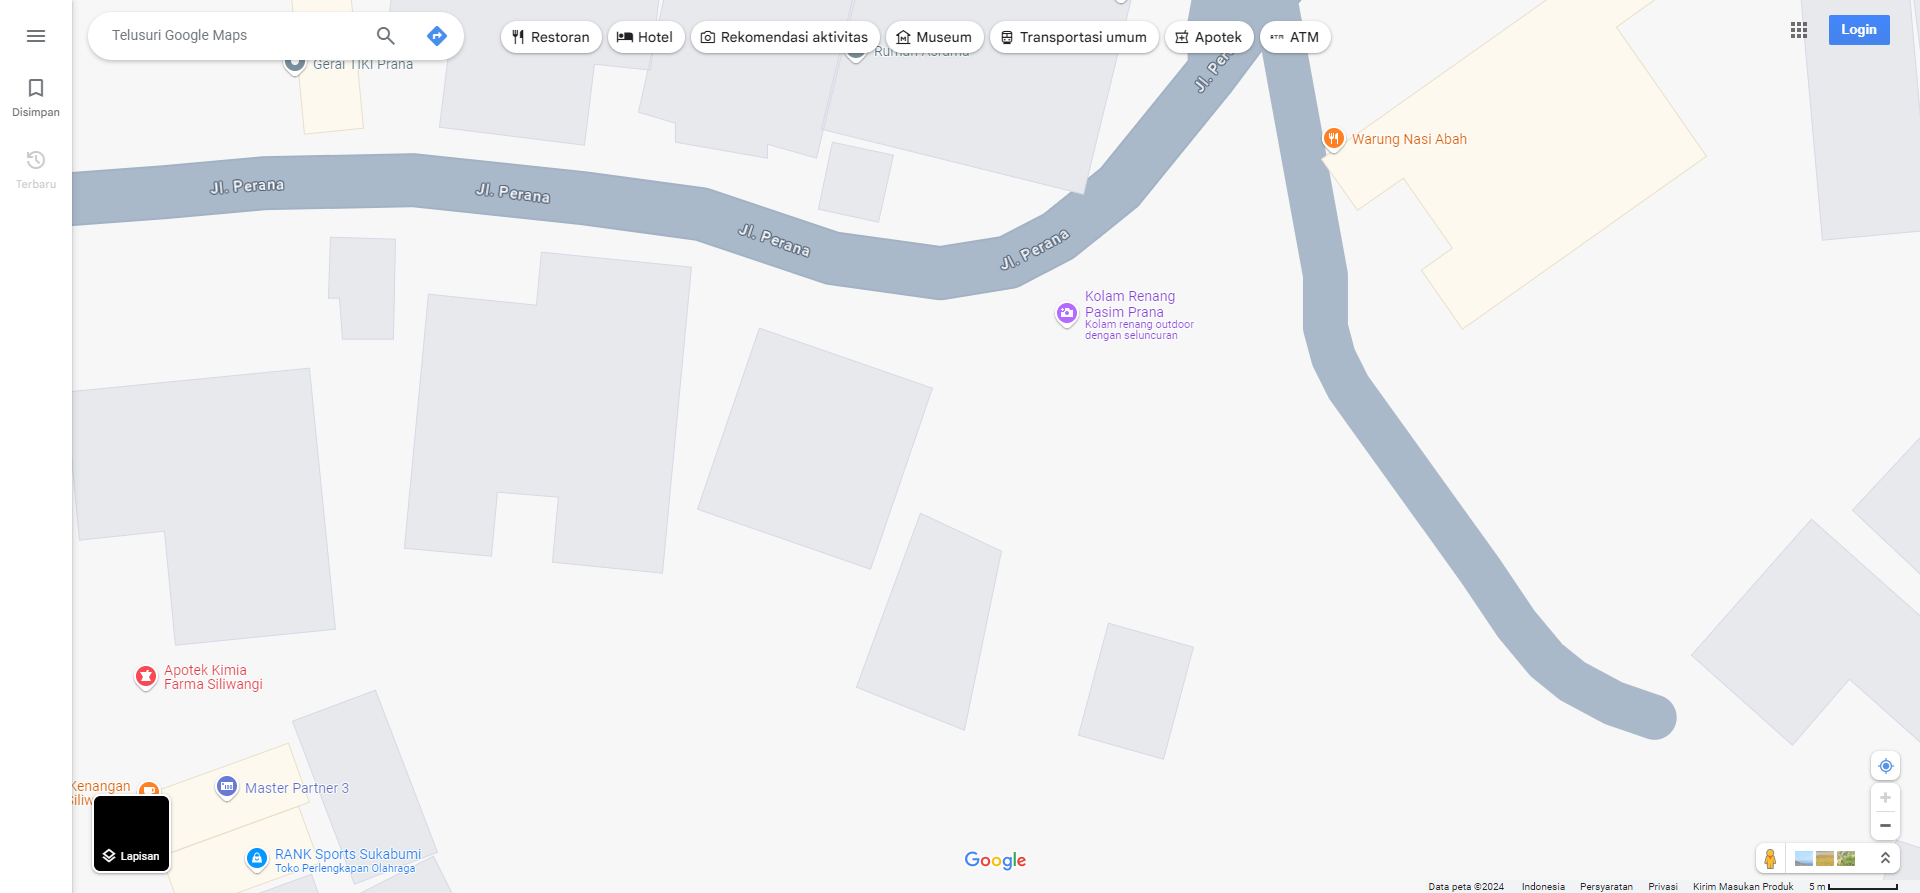 Telusuri Google Maps
Restoran
Hotel
Rekomendasi aktivitas
Museum
Transportasi umum
Apotek
ATM
Login
Disimpan
Terbaru
Gerai TIKI Prana
Jl. Perana
Jl. Perana
Jl. Perana
Jl. Perana
Warung Nasi Abah
Kolam Renang
Pasim Prana
Kolam renang outdoor
dengan seluncuran
Apotek Kimia
Farma Siliwangi
Kenangan
Master Partner 3
RANK Sports Sukabumi
Toko Perlengkapan Olahraga
Lapisan
Google
Data peta ©2024
Indonesia
Persyaratan
Privasi
Kirim Masukan Produk
5 m